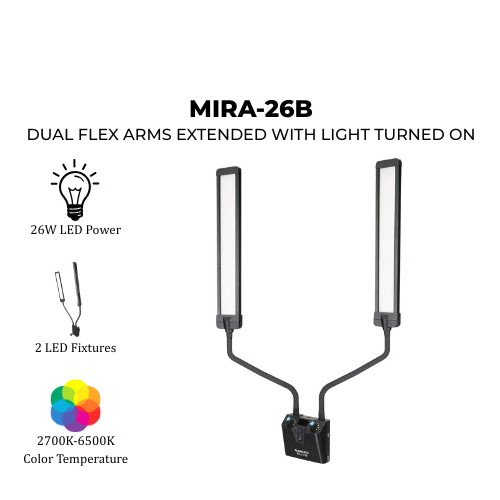 MIRA-26B
DUAL FLEX ARMS EXTENDED WITH LIGHT TURNED ON
26W LED Power
2 LED Fixtures
2700K-6500K
Color Temperature